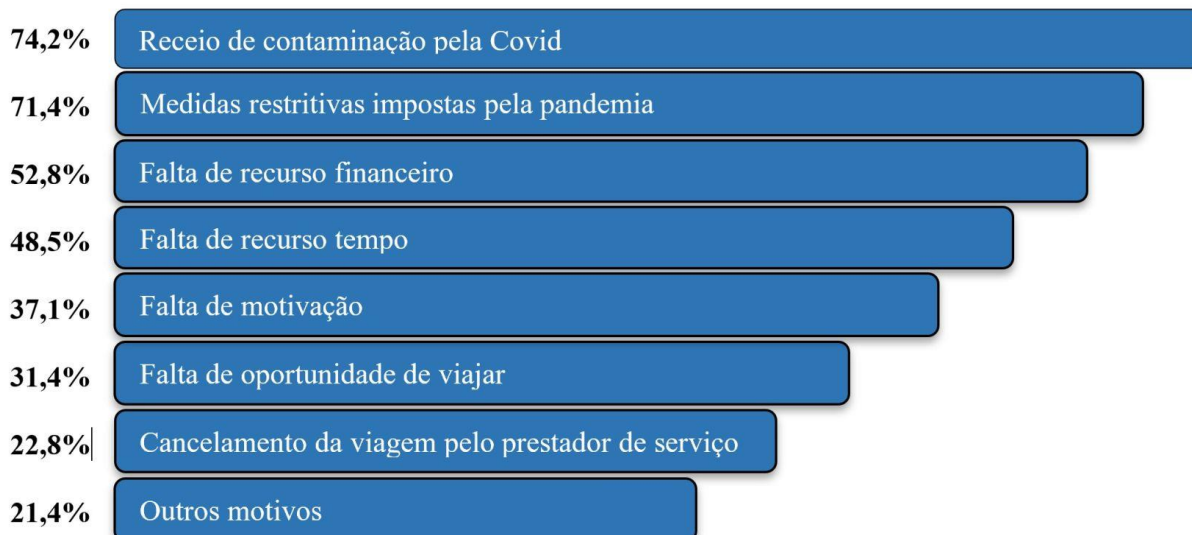 74,2% Receio de contaminação pela Covid
71,4% Medidas restritivas impostas pela pandemia
52,8% Falta de recurso financeiro
48,5% Falta de recurso tempo
37,1% Falta de motivação
31,4% Falta de oportunidade de viajar
22,8% Cancelamento da viagem pelo prestador de serviço
21,4% Outros motivos